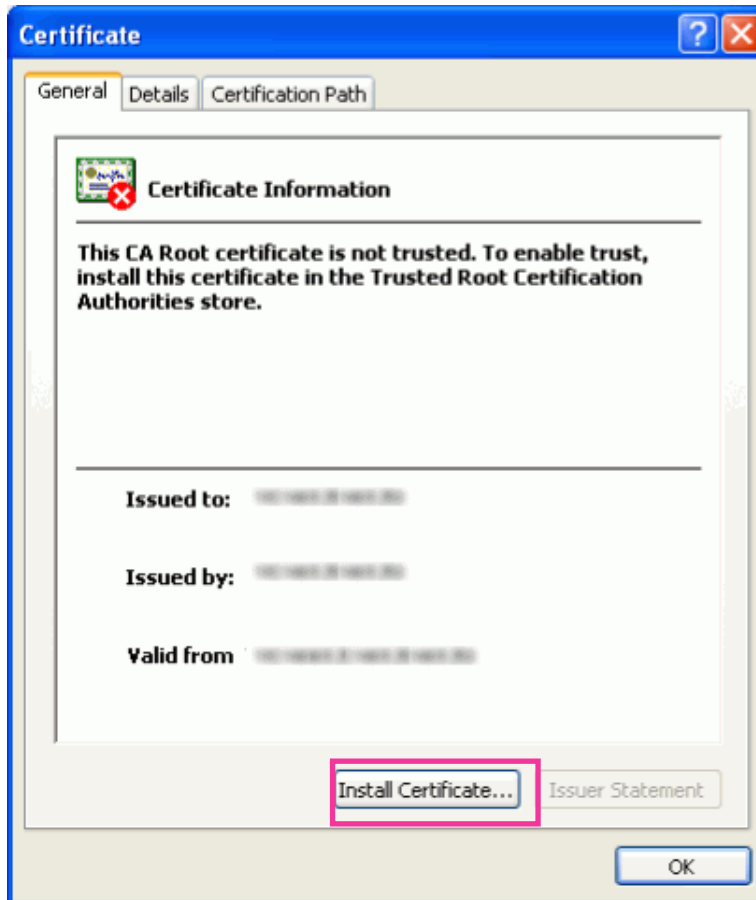 Certificate
General Details Certification Path
Certificate Information
This CA Root certificate is not trusted. To enable trust,
install this certificate in the Trusted Root Certification
Authorities store.
Issued to:
Issued by:
Valid from
Install Certificate... Issuer Statement
OK